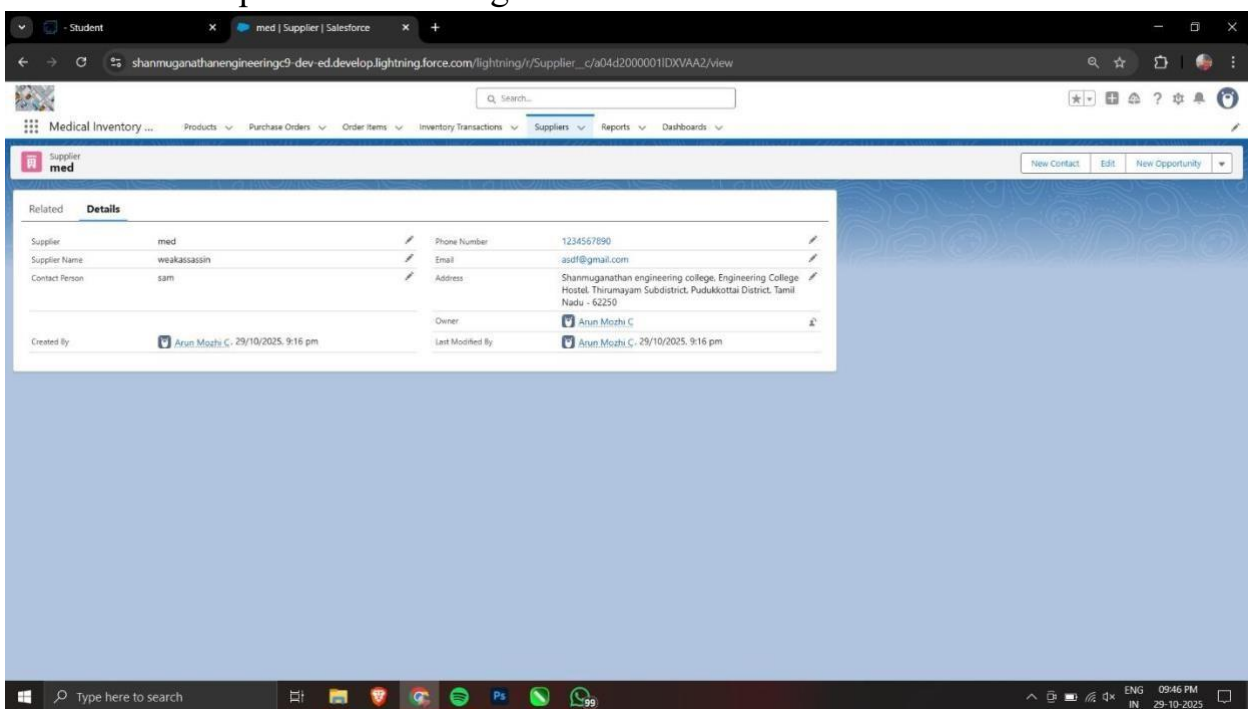 - Student
med | Supplier | Salesforce
shanmuganathanengineeringc9-dev-ed.develop.lightning.force.com/lightning/r/Supplier__c/a04d2000001IDXVAA2/view
Search...
Medical Inventory ... Products Purchase Orders Order Items Inventory Transactions Suppliers Reports Dashboards
Supplier
med
New Contact Edit New Opportunity
Related Details
Supplier med Phone Number 1234567890
Supplier Name weakassassin Email asdf@gmail.com
Contact Person sam Address Shanmuganathan engineering college, Engineering College
Hostel, Thirumayam Subdistrict, Pudukkottai District, Tamil
Nadu - 62250
Owner Arun Mozhi C
Created By Arun Mozhi C, 29/10/2025, 9:16 pm Last Modified By Arun Mozhi C, 29/10/2025, 9:16 pm
Type here to search
Ps
99
ENG 09:46 PM
IN 29-10-2025